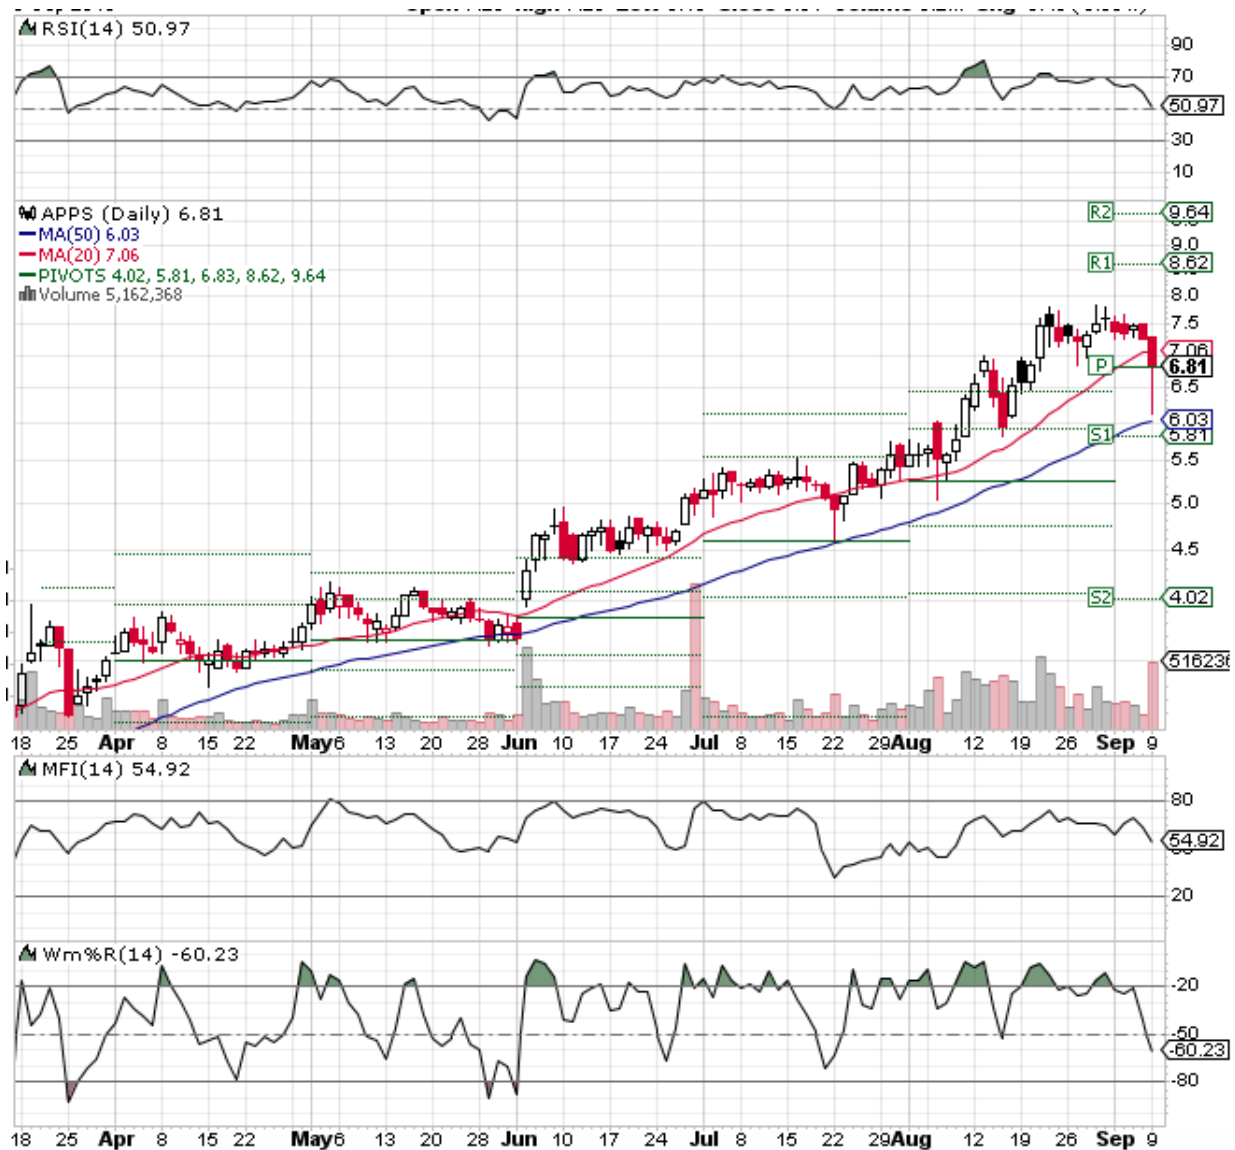 RSI(14) 50.97
90
70
50.97
30
10
APPS (Daily) 6.81
MA(50) 6.03
MA(20) 7.06
PIVOTS 4.02, 5.81, 6.83, 8.62, 9.64
Volume 5,162,368
R2 9.64
9.0
R1 8.62
8.0
7.5
7.06
P 6.81
6.5
6.03
S1 5.81
5.5
5.0
4.5
S2 4.02
18 25 Apr 8 15 22 May 6 13 20 28 Jun 10 17 24 Jul 8 15 22 29 Aug 12 19 26 Sep 9
MFI(14) 54.92
80
54.92
20
Wm%R(14) -60.23
-20
-50
-60.23
-80
18 25 Apr 8 15 22 May 6 13 20 28 Jun 10 17 24 Jul 8 15 22 29 Aug 12 19 26 Sep 9